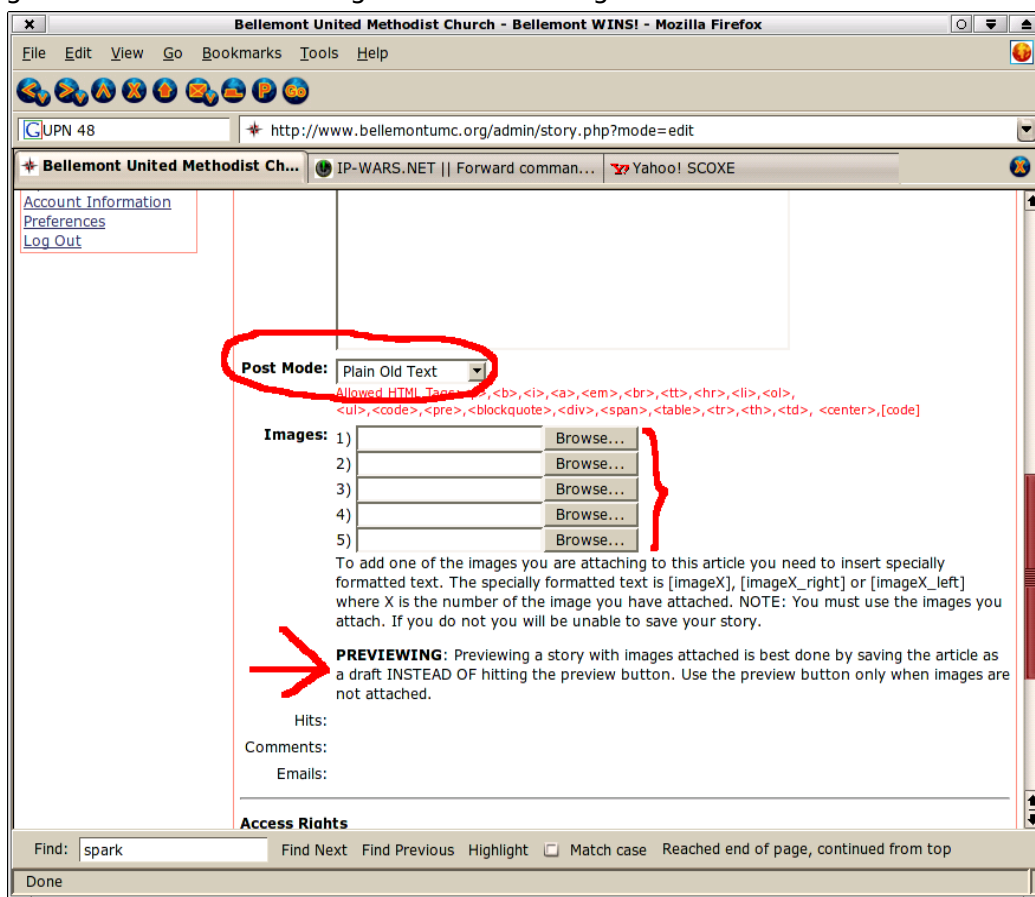 Bellemont United Methodist Church - Bellemont WINS! - Mozilla Firefox
File Edit View Go Bookmarks Tools Help
P Go
G UPN 48 http://www.bellemontumc.org/admin/story.php?mode=edit
Bellemont United Methodist Ch... IP-WARS.NET || Forward comman... Yahoo! SCOXE
Account Information
Preferences
Log Out
Post Mode: Plain Old Text
Allowed HTML Tags: <b>,<i>,<a>,<em>,<br>,<tt>,<hr>,<li>,<ol>,
<ul>,<code>,<pre>,<blockquote>,<div>,<span>,<table>,<tr>,<th>,<td>, <center>,[code]
Images: 1) Browse...
2) Browse...
3) Browse...
4) Browse...
5) Browse...
To add one of the images you are attaching to this article you need to insert specially
formatted text. The specially formatted text is [imageX], [imageX_right] or [imageX_left]
where X is the number of the image you have attached. NOTE: You must use the images you
attach. If you do not you will be unable to save your story.
PREVIEWING: Previewing a story with images attached is best done by saving the article as
a draft INSTEAD OF hitting the preview button. Use the preview button only when images are
not attached.
Hits:
Comments:
Emails:
Access Rights
Find: spark Find Next Find Previous Highlight Match case Reached end of page, continued from top
Done